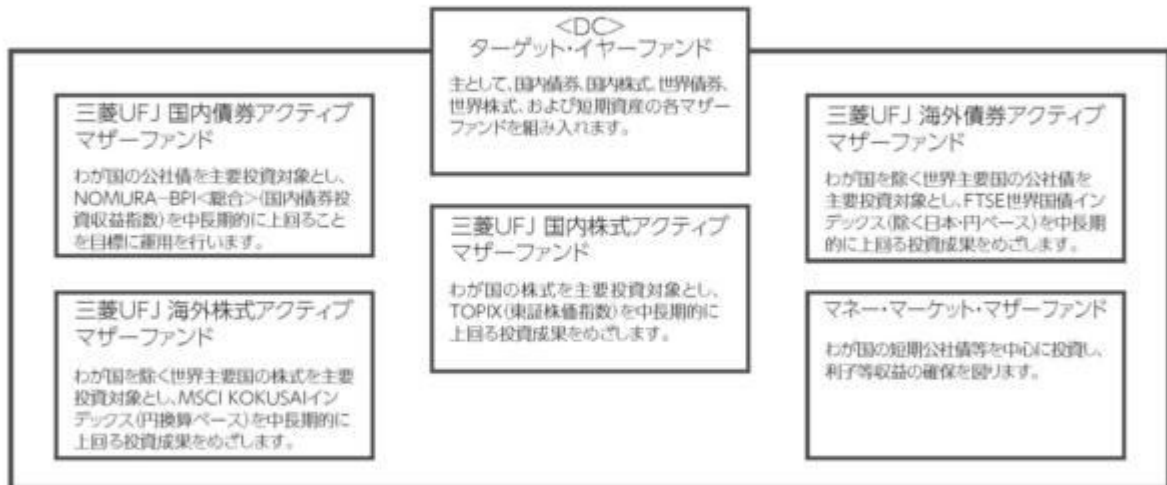 <DC>
ターゲット・イヤーファンド
主として、国内債券、国内株式、世界債券、
世界株式、および短期資産の各マザー
ファンドを組み入れます。
三菱UFJ 国内債券アクティブ
マザーファンド
わが国の公社債を主要投資対象とし、
NOMURA-BPI<総合>(国内債券投
資収益指数)を中長期的に上回ること
を目標に運用を行います。
三菱UFJ 国内株式アクティブ
マザーファンド
わが国の株式を主要投資対象とし、
TOPIX(東証株価指数)を中長期的に
上回る投資成果をめざします。
三菱UFJ 海外債券アクティブ
マザーファンド
わが国を除く世界主要国の公社債を
主要投資対象とし、FTSE世界国債イン
デックス(除く日本・円ベース)を中長期
的に上回る投資成果をめざします。
三菱UFJ 海外株式アクティブ
マザーファンド
わが国を除く世界主要国の株式を主要
投資対象とし、MSCI KOKUSAIイン
デックス(円換算ベース)を中長期的に
上回る投資成果をめざします。
マネー・マーケット・マザーファンド
わが国の短期公社債等を中心に投資し、
利子等収益の確保を図ります。